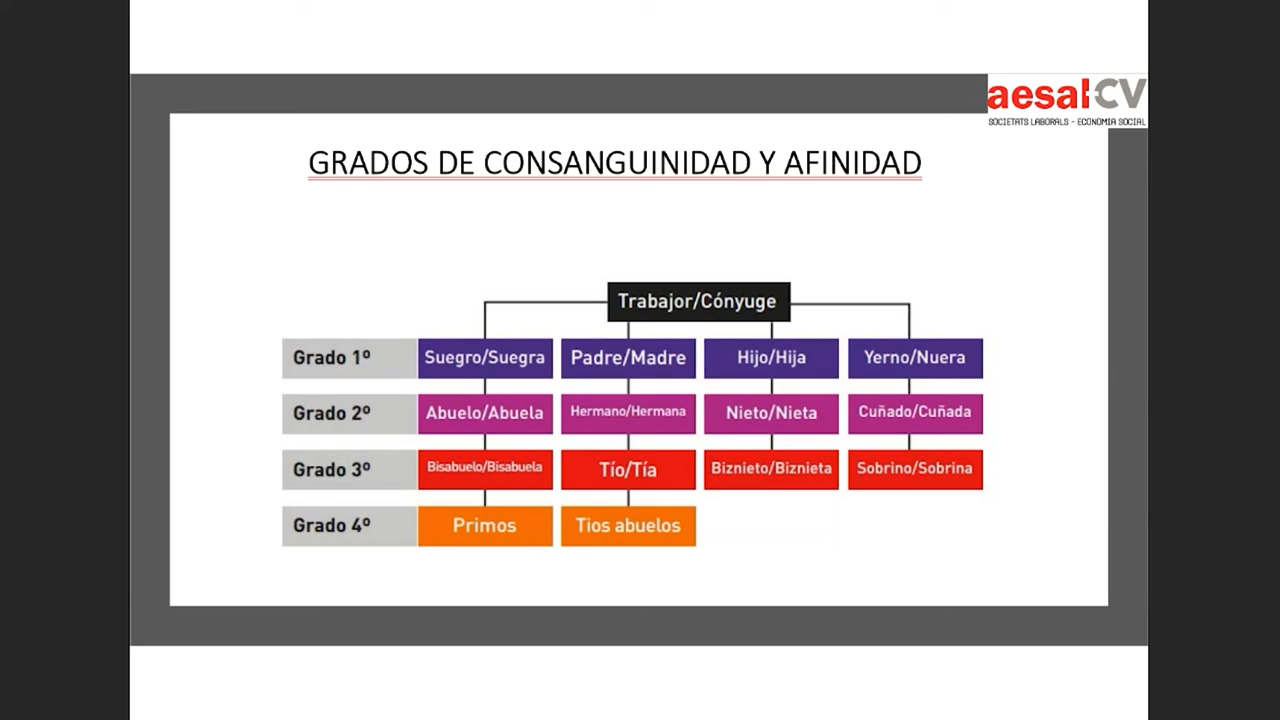 aesal-CV
SOCIETATS LABORALS - ECONOMIA SOCIAL
GRADOS DE CONSANGUINIDAD Y AFINIDAD
Trabajor/Cónyuge
Grado 1º Suegro/Suegra Padre/Madre Hijo/Hija Yerno/Nuera
Grado 2º Abuelo/Abuela Hermano/Hermana Nieto/Nieta Cuñado/Cuñada
Grado 3º Bisabuelo/Bisabuela Tío/Tía Biznieto/Biznieta Sobrino/Sobrina
Grado 4º Primos Tios abuelos